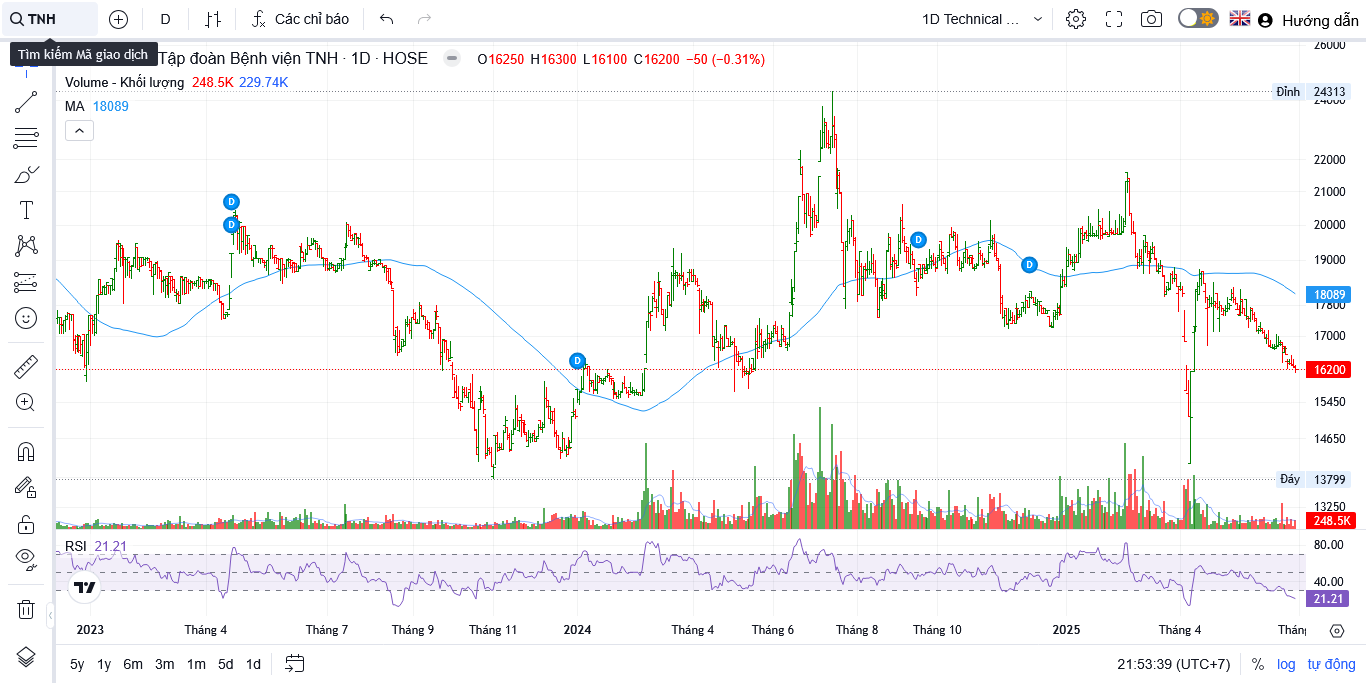 TNH
D
Các chỉ báo
1D Technical ...
Hướng dẫn
Tìm kiếm Mã giao dịch
Tập đoàn Bệnh viện TNH · 1D · HOSE
O16250 H16300 L16100 C16200 −50 (−0.31%)
Volume - Khối lượng 248.5K 229.74K
MA 18089
26000
Đỉnh 24313
24000
22000
21000
20000
19000
18089
17800
17000
16200
15450
14650
Đáy 13799
13250
248.5K
D
D
D
D
D
RSI 21.21
80.00
40.00
21.21
2023 Tháng 4 Tháng 7 Tháng 9 Tháng 11 2024 Tháng 4 Tháng 6 Tháng 8 Tháng 10 2025 Tháng 4
5y 1y 6m 3m 1m 5d 1d
21:53:39 (UTC+7) % log tự động